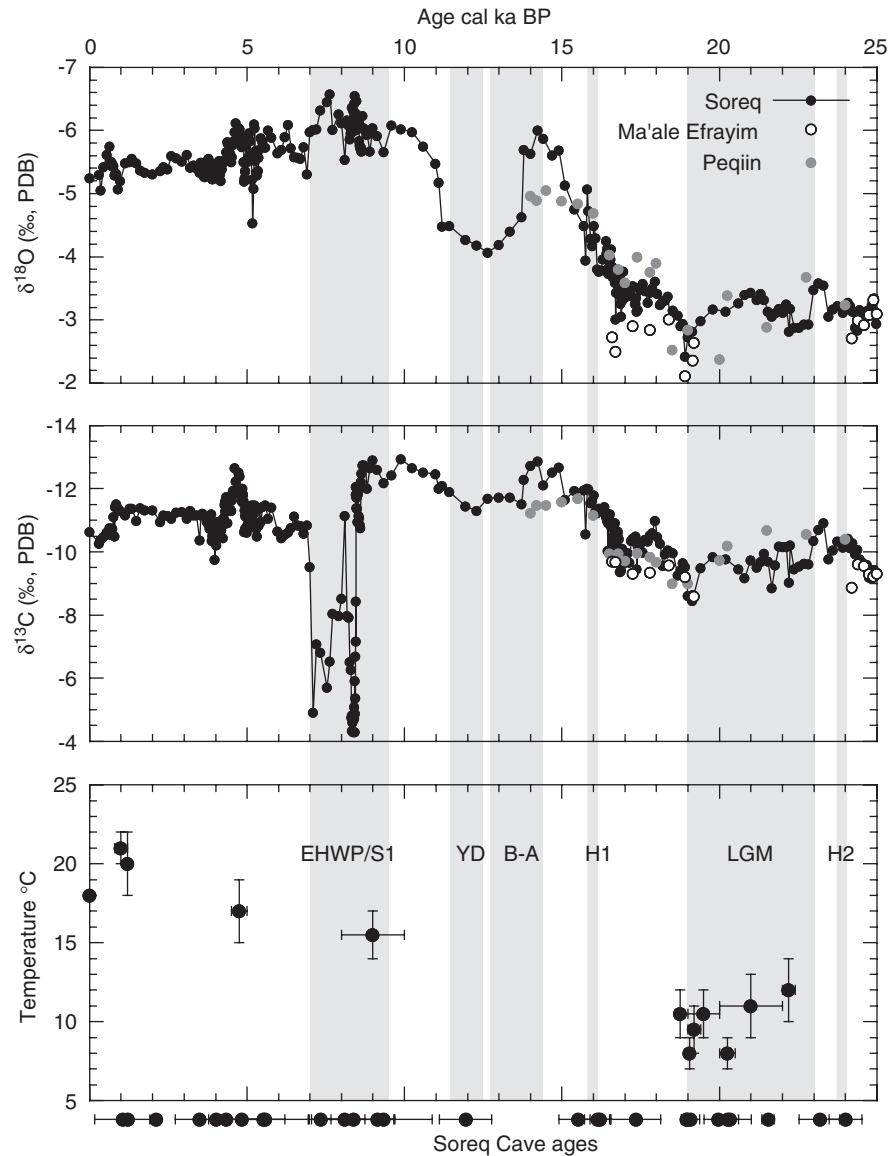 Age cal ka BP
0 5 10 15 20 25
-7
-6
-5
-4
-3
-2
δ18O (‰, PDB)
Soreq
Ma'ale Efrayim
Peqiin
-14
-12
-10
-8
-6
-4
δ13C (‰, PDB)
25
20
15
10
5
Temperature °C
EHWP/S1 YD B-A H1 LGM H2
Soreq Cave ages